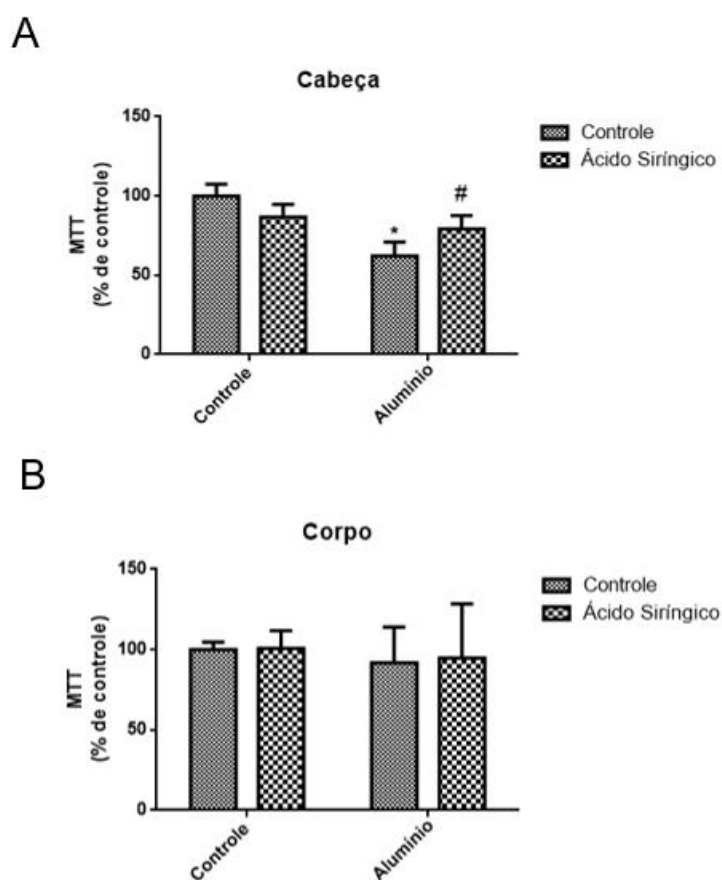 A
Cabeça
150
100
50
0
MTT
(% de controle)
*
#
Controle
Alumínio
Controle
Ácido Siríngico
B
Corpo
150
100
50
0
MTT
(% de controle)
Controle
Alumínio
Controle
Ácido Siríngico